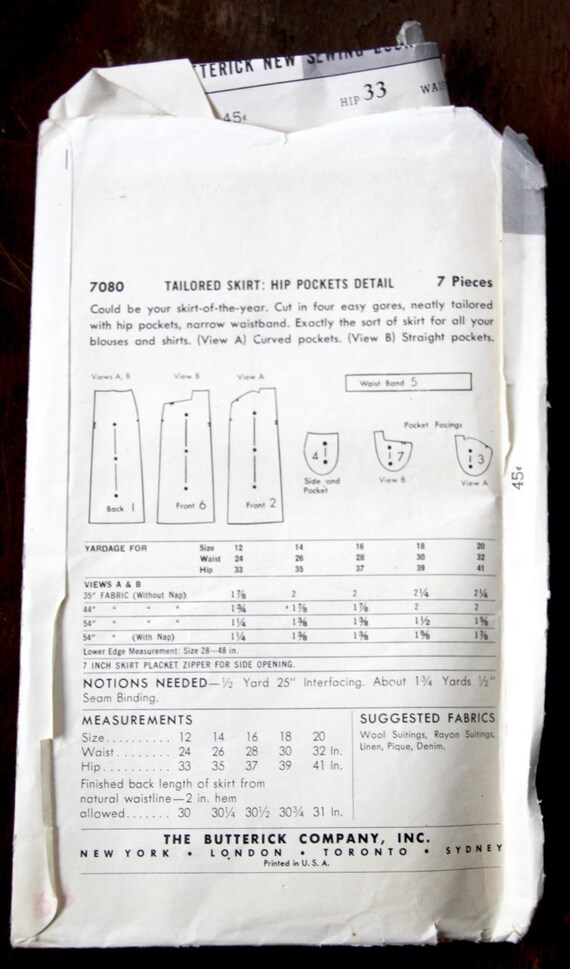 TTERICK NEW SEWING BOOK
45¢
HIP 33
7080 TAILORED SKIRT: HIP POCKETS DETAIL 7 Pieces
Could be your skirt-of-the-year. Cut in four easy gores, neatly tailored
with hip pockets, narrow waistband. Exactly the sort of skirt for all your
blouses and shirts. (View A) Curved pockets. (View B) Straight pockets.
Views A, B View B View A
Waist Band 5
Pocket Facings
4 7 3
Side and
Pocket
View B
View A
Back 1 Front 6 Front 2
45¢
YARDAGE FOR Size 12 14 16 18 20
Waist 24 26 28 30 32
Hip 33 35 37 39 41
VIEWS A & B
35" FABRIC (Without Nap) 1⅞ 2 2 2¼ 2¼
44" " " " 1¾ 1⅞ 1⅞ 2 2
54" " " " 1¼ 1⅜ 1⅜ 1½ 1⅝
54" " (With Nap) 1¼ 1⅜ 1⅜ 1⅝ 1⅞
Lower Edge Measurement: Size 28—48 in.
7 INCH SKIRT PLACKET ZIPPER FOR SIDE OPENING.
NOTIONS NEEDED—½ Yard 25" Interfacing. About 1¾ Yards ½"
Seam Binding.
MEASUREMENTS
Size.......... 12 14 16 18 20
Waist........ 24 26 28 30 32 In.
Hip.......... 33 35 37 39 41 In.
Finished back length of skirt from
natural waistline—2 in. hem
allowed....... 30 30¼ 30½ 30¾ 31 In.
SUGGESTED FABRICS
Wool Suitings, Rayon Suitings,
Linen, Pique, Denim.
THE BUTTERICK COMPANY, INC.
NEW YORK • LONDON • TORONTO • SYDNEY
Printed in U. S. A.